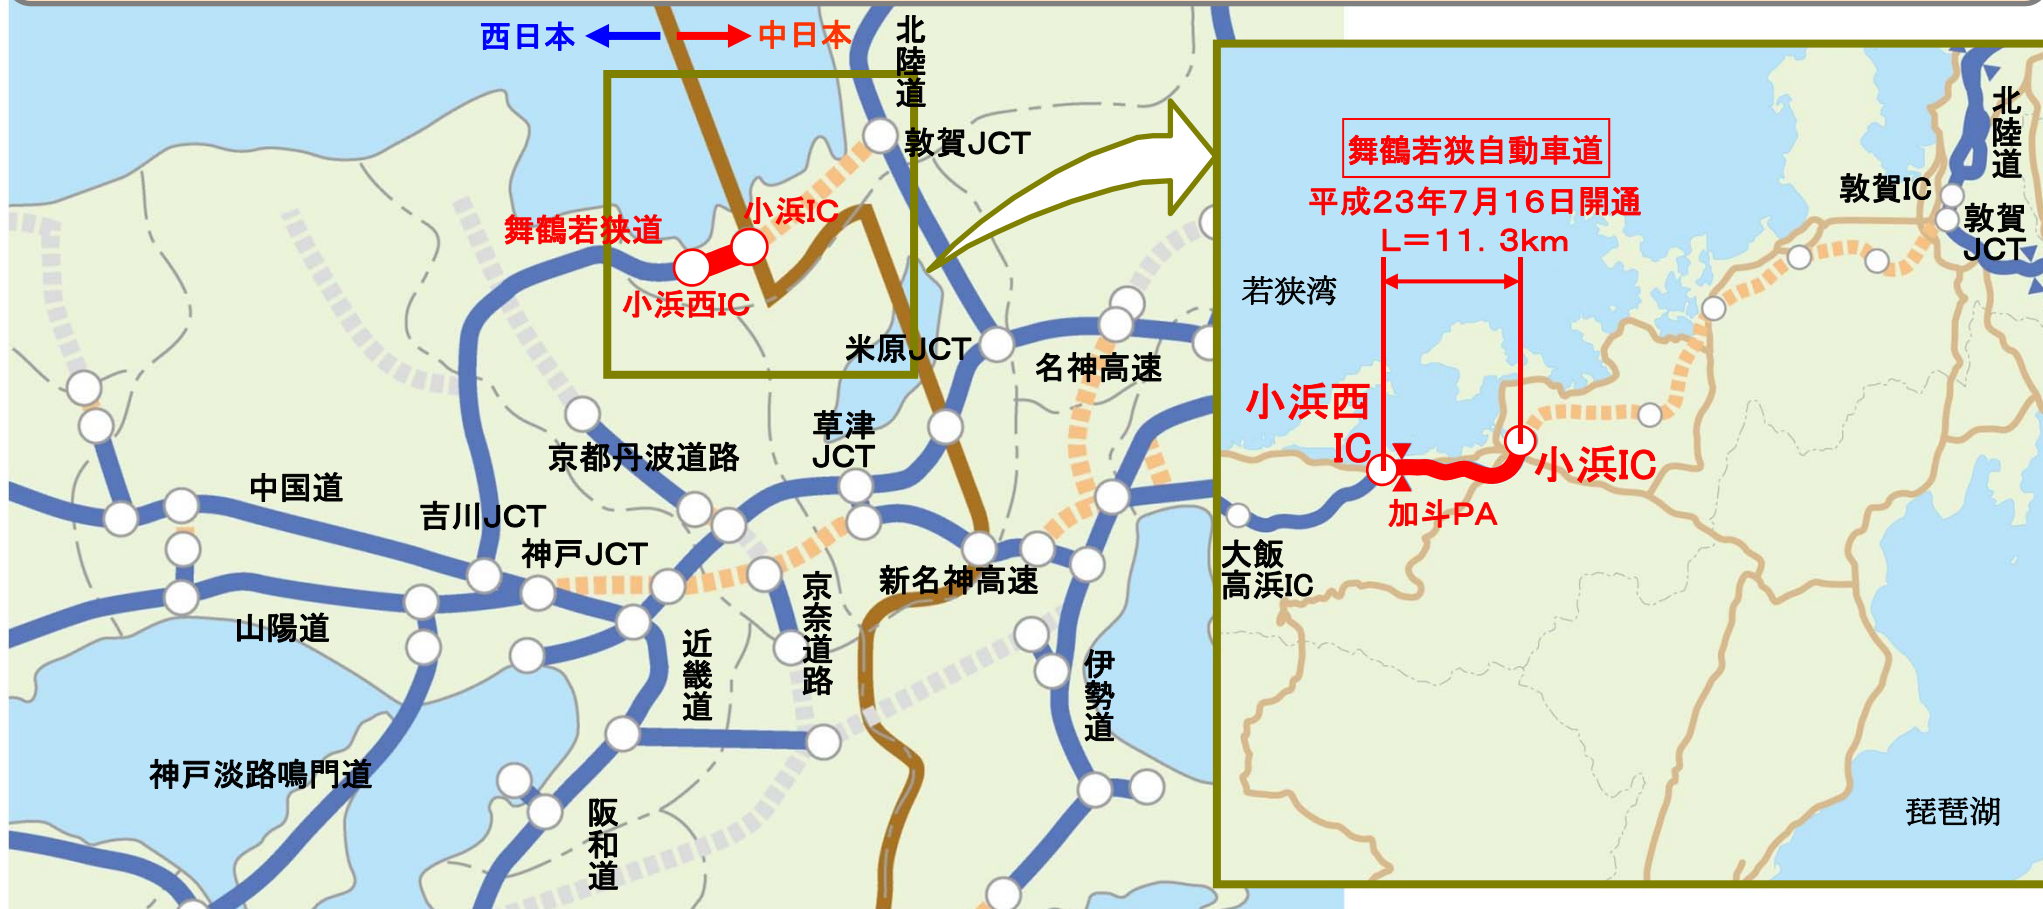 西日本
中日本
北陸道
敦賀JCT
小浜IC
舞鶴若狭道
小浜西IC
米原JCT
名神高速
草津
JCT
京都丹波道路
中国道
吉川JCT
神戸JCT
新名神高速
京奈道路
山陽道
近畿道
伊勢道
神戸淡路鳴門道
阪和道
舞鶴若狭自動車道
平成23年7月16日開通
L＝11．3km
北陸道
敦賀IC
敦賀
JCT
若狭湾
小浜西
IC
小浜IC
加斗PA
大飯
高浜IC
琵琶湖